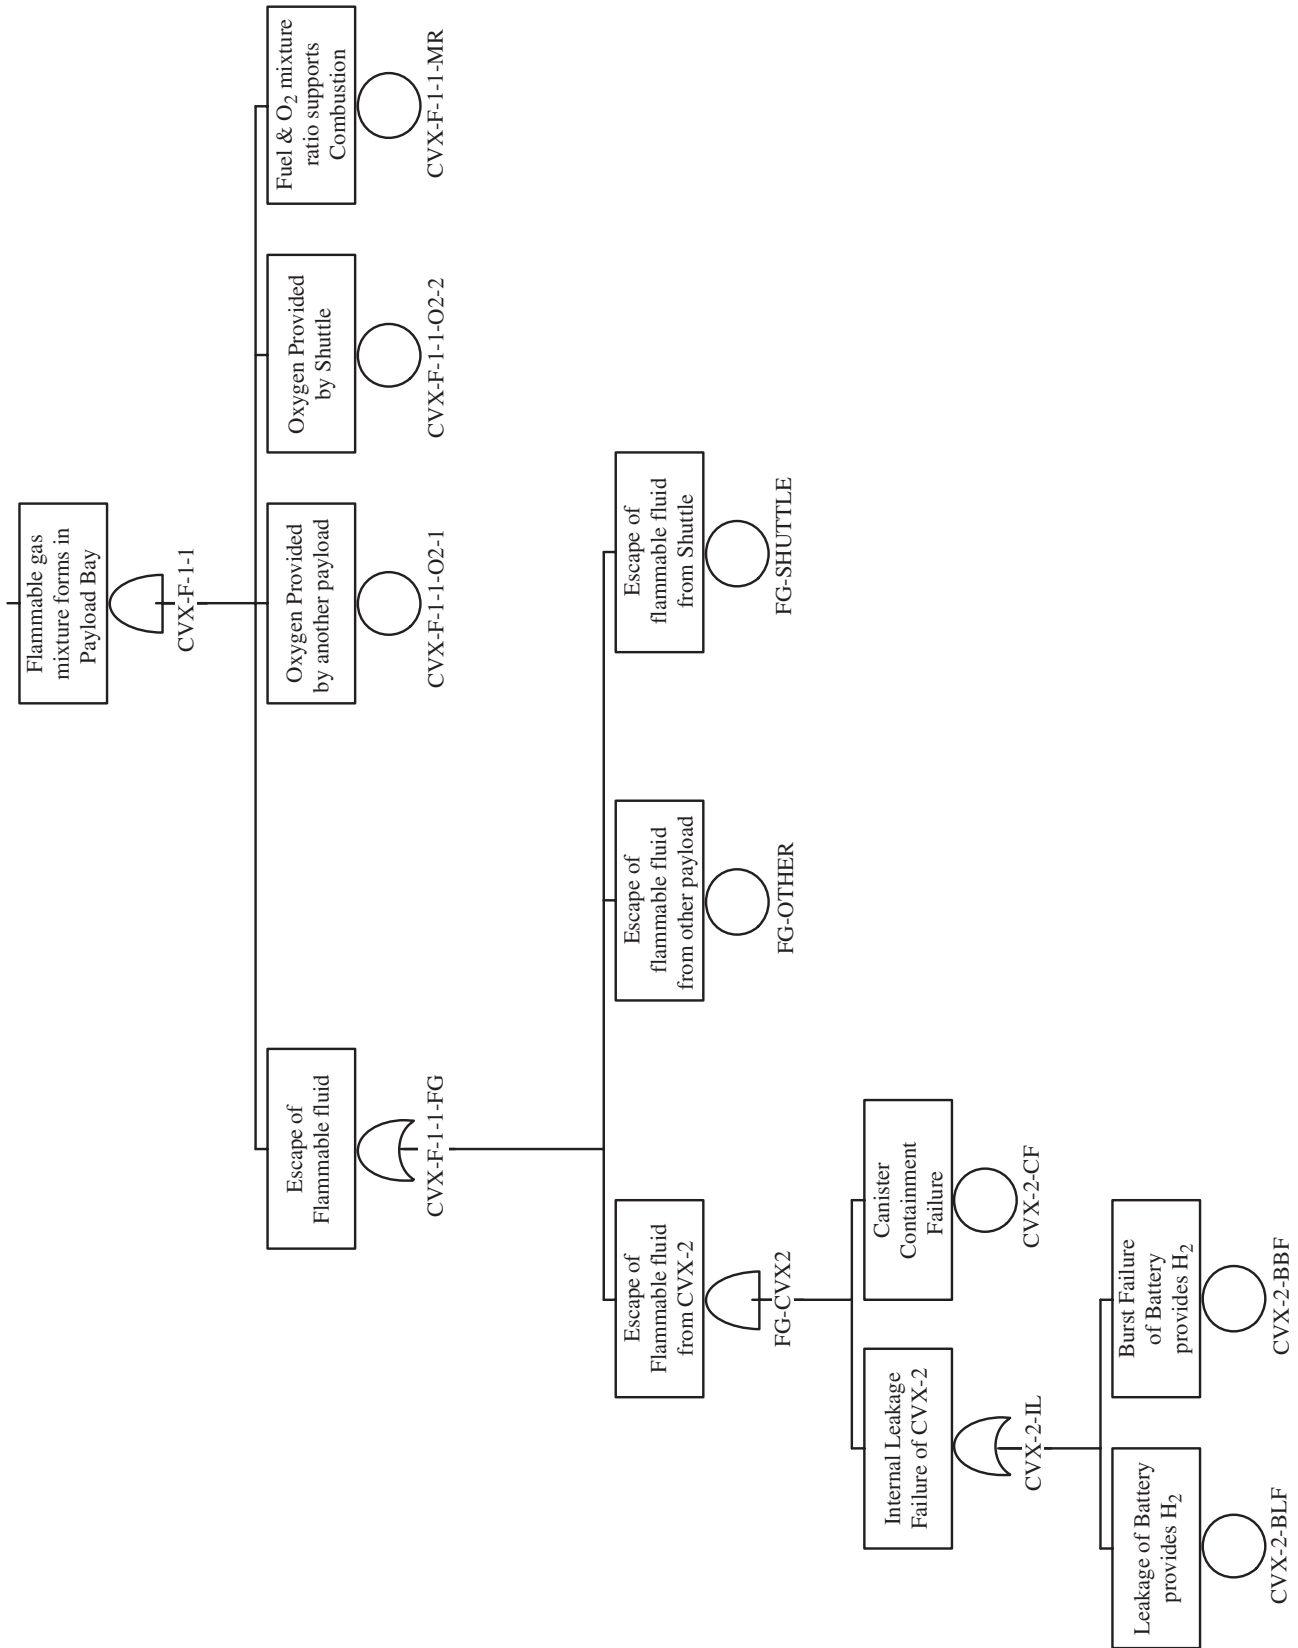 Flammable gas
mixture forms in
Payload Bay
CVX-F-1-1
Escape of
Flammable fluid
CVX-F-1-1-FG
Oxygen Provided
by another payload
CVX-F-1-1-O2-1
Oxygen Provided
by Shuttle
CVX-F-1-1-O2-2
Fuel & O2 mixture
ratio supports
Combustion
CVX-F-1-1-MR
Escape of
Flammable fluid
from CVX-2
FG-CVX2
Escape of
flammable fluid
from other payload
FG-OTHER
Escape of
flammable fluid
from Shuttle
FG-SHUTTLE
Internal Leakage
Failure of CVX-2
CVX-2-IL
Canister
Containment
Failure
CVX-2-CF
Leakage of Battery
provides H2
CVX-2-BLF
Burst Failure
of Battery
provides H2
CVX-2-BBF